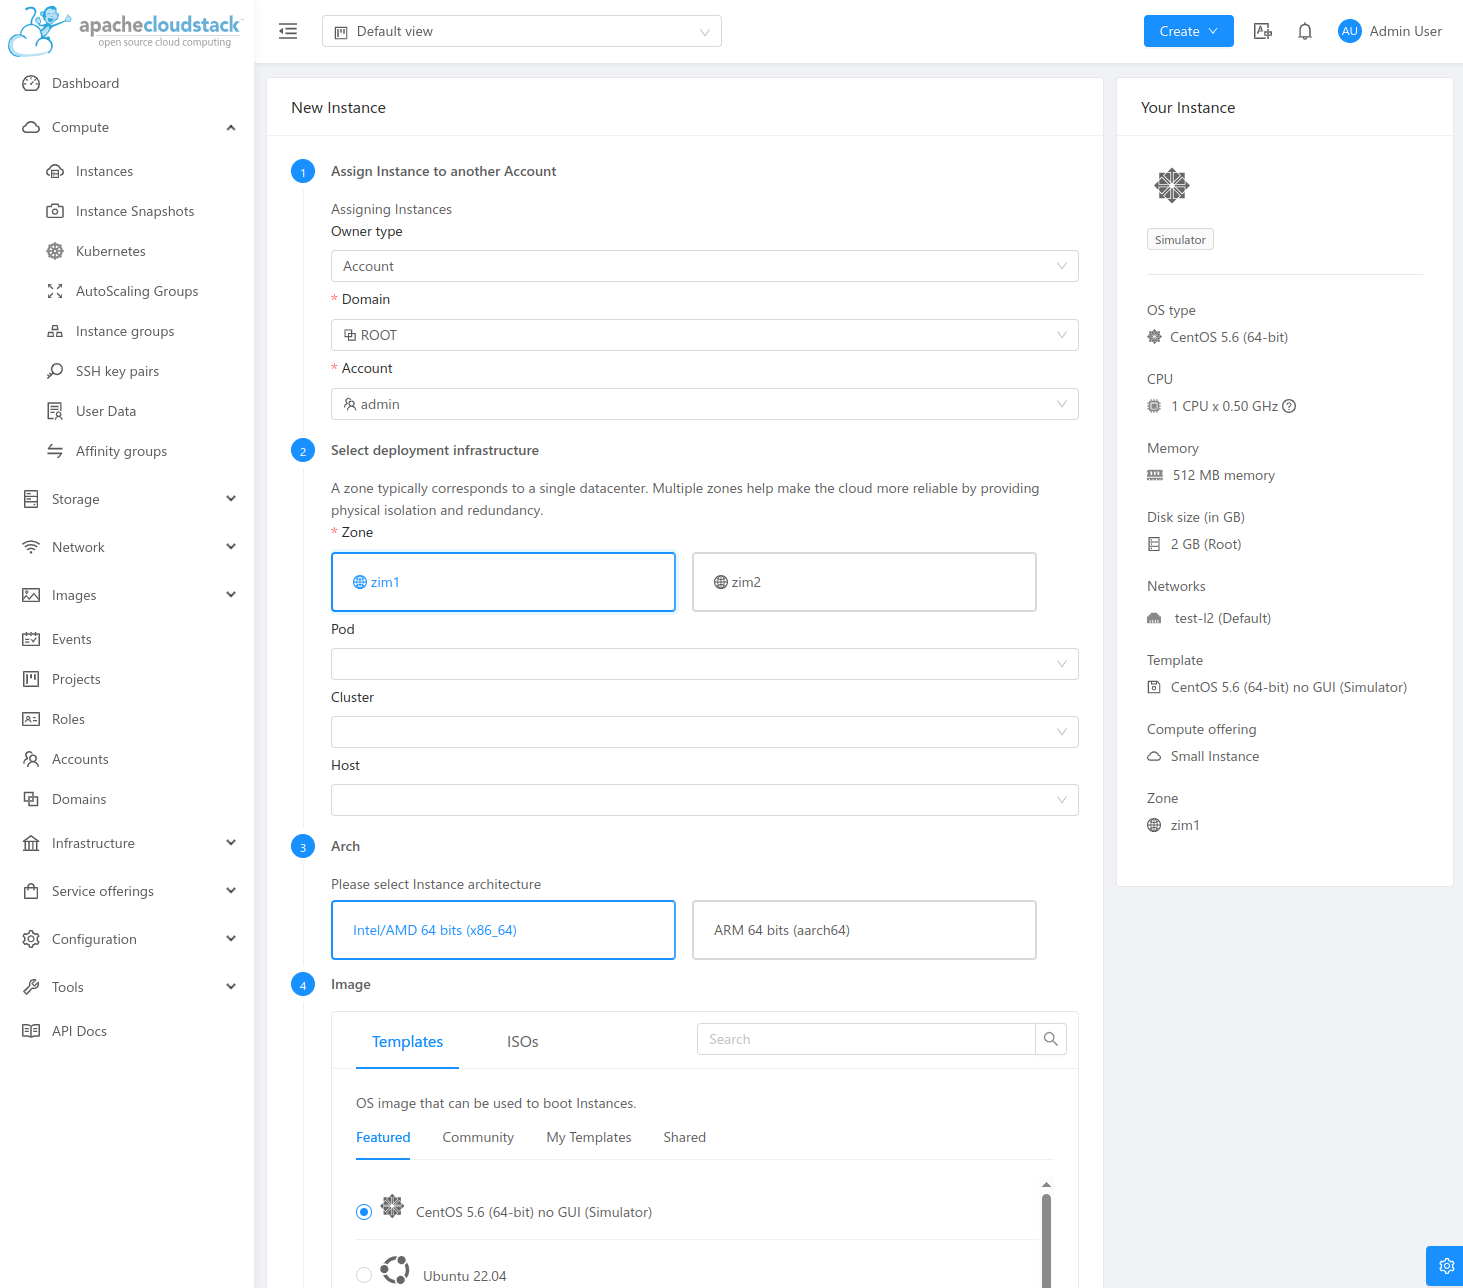 apachecloudstack
open source cloud computing
Default view
Create
AU
Admin User
Dashboard
Compute
Instances
Instance Snapshots
Kubernetes
AutoScaling Groups
Instance groups
SSH key pairs
User Data
Affinity groups
Storage
Network
Images
Events
Projects
Roles
Accounts
Domains
Infrastructure
Service offerings
Configuration
Tools
API Docs
New Instance
1
Assign Instance to another Account
Assigning Instances
Owner type
Account
* Domain
ROOT
* Account
admin
2
Select deployment infrastructure
A zone typically corresponds to a single datacenter. Multiple zones help make the cloud more reliable by providing
physical isolation and redundancy.
* Zone
zim1
zim2
Pod
Cluster
Host
3
Arch
Please select Instance architecture
Intel/AMD 64 bits (x86_64)
ARM 64 bits (aarch64)
4
Image
Templates
ISOs
Search
OS image that can be used to boot Instances.
Featured
Community
My Templates
Shared
CentOS 5.6 (64-bit) no GUI (Simulator)
Ubuntu 22.04
Your Instance
Simulator
OS type
CentOS 5.6 (64-bit)
CPU
1 CPU x 0.50 GHz
Memory
512 MB memory
Disk size (in GB)
2 GB (Root)
Networks
test-l2 (Default)
Template
CentOS 5.6 (64-bit) no GUI (Simulator)
Compute offering
Small Instance
Zone
zim1